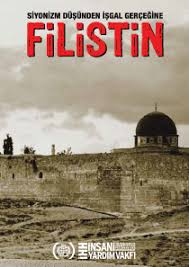 SİYONİZM DÜŞÜNDEN İŞGAL GERÇEĞİNE
FİLİSTİN
İHH İNSANİ
YARDIM VAKFI